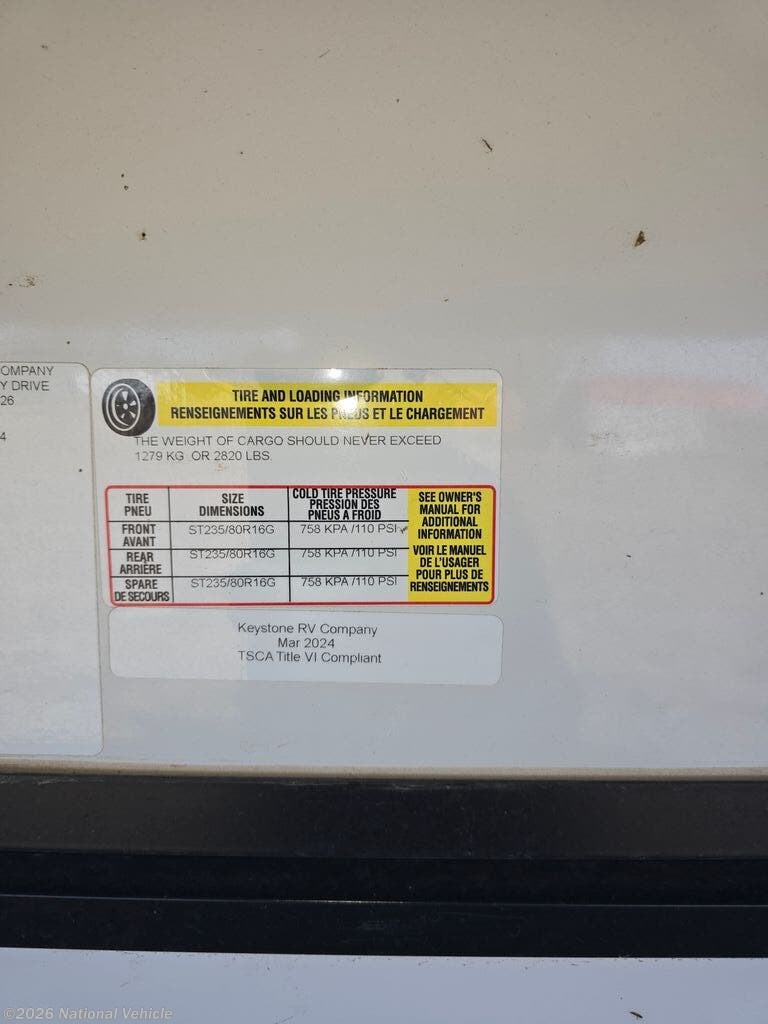 OMPANY
Y DRIVE
26
4
TIRE AND LOADING INFORMATION
RENSEIGNEMENTS SUR LES PNEUS ET LE CHARGEMENT
THE WEIGHT OF CARGO SHOULD NEVER EXCEED
1279 KG OR 2820 LBS.
TIRE PNEU SIZE DIMENSIONS COLD TIRE PRESSURE PRESSION DES PNEUS A FROID
FRONT AVANT ST235/80R16G 758 KPA /110 PSI
REAR ARRIÈRE ST235/80R16G 758 KPA /110 PSI
SPARE DE SECOURS ST235/80R16G 758 KPA /110 PSI
SEE OWNER'S
MANUAL FOR
ADDITIONAL
INFORMATION
VOIR LE MANUEL
DE L'USAGER
POUR PLUS DE
RENSEIGNEMENTS
Keystone RV Company
Mar 2024
TSCA Title VI Compliant
©2026 National Vehicle